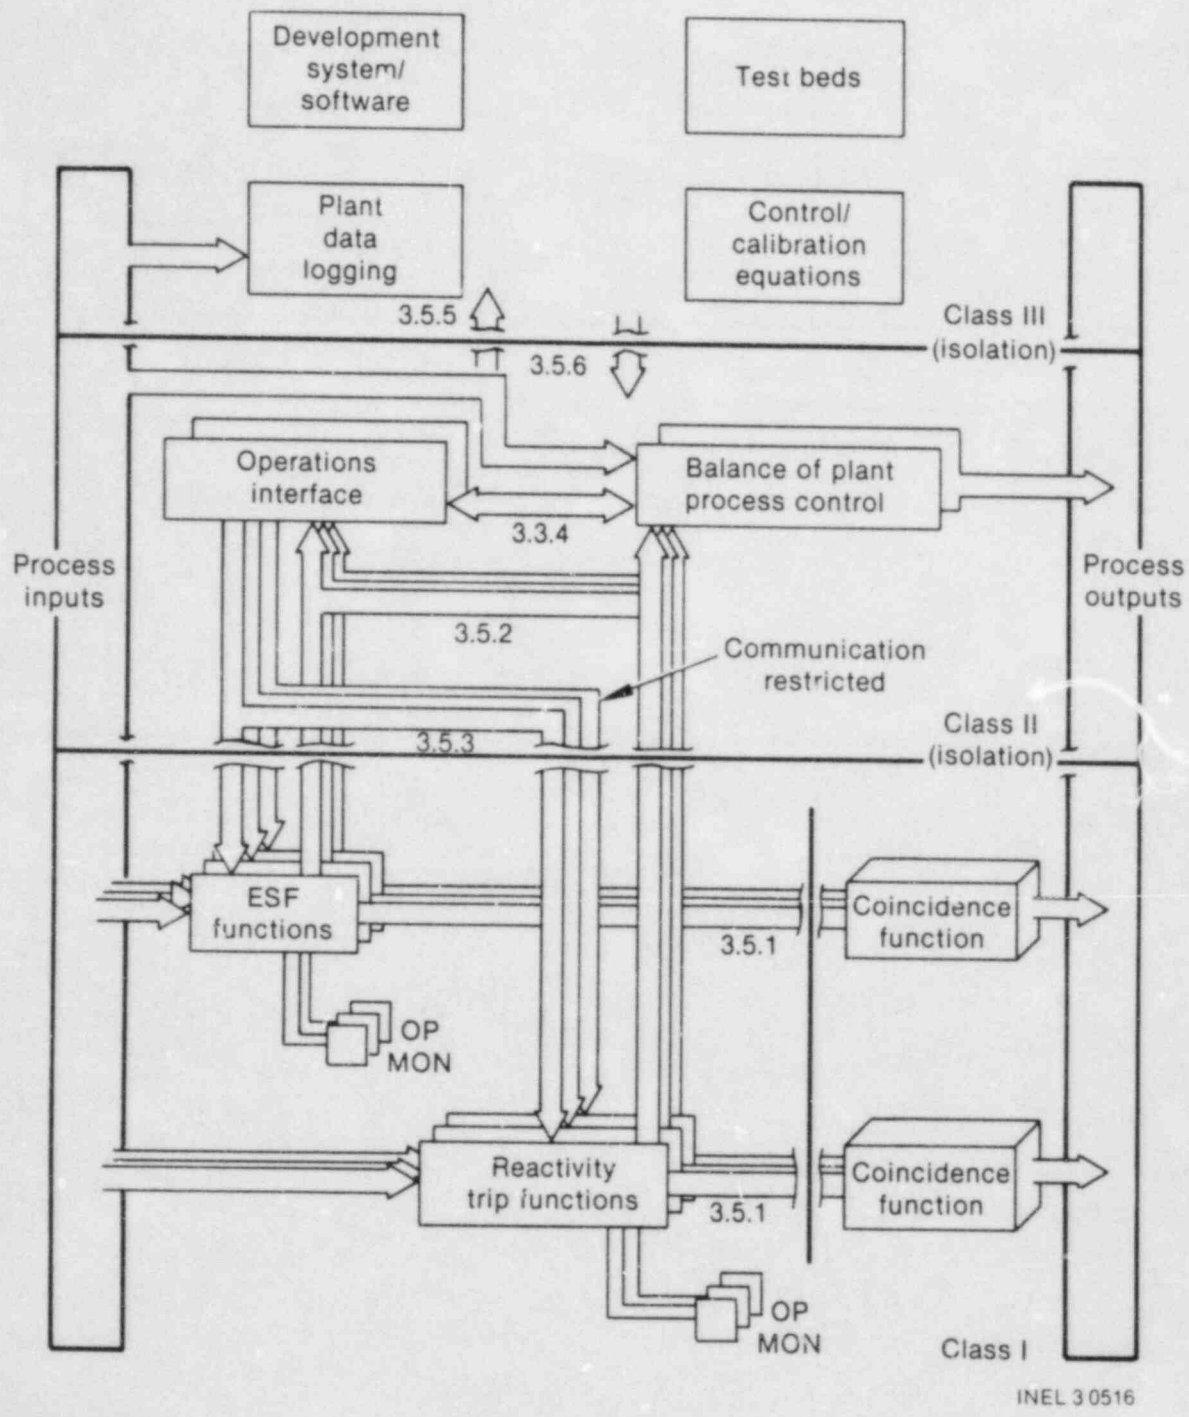 Development
system/
software
Test beds
Plant
data
logging
Control/
calibration
equations
3.5.5
Class III
(isolation)
3.5.6
Operations
interface
Balance of plant
process control
3.3.4
Process
inputs
Process
outputs
3.5.2
Communication
restricted
3.5.3
Class II
(isolation)
ESF
functions
Coincidence
function
3.5.1
OP
MON
Reactivity
trip functions
Coincidence
function
3.5.1
OP
MON
Class I
INEL 3 0516